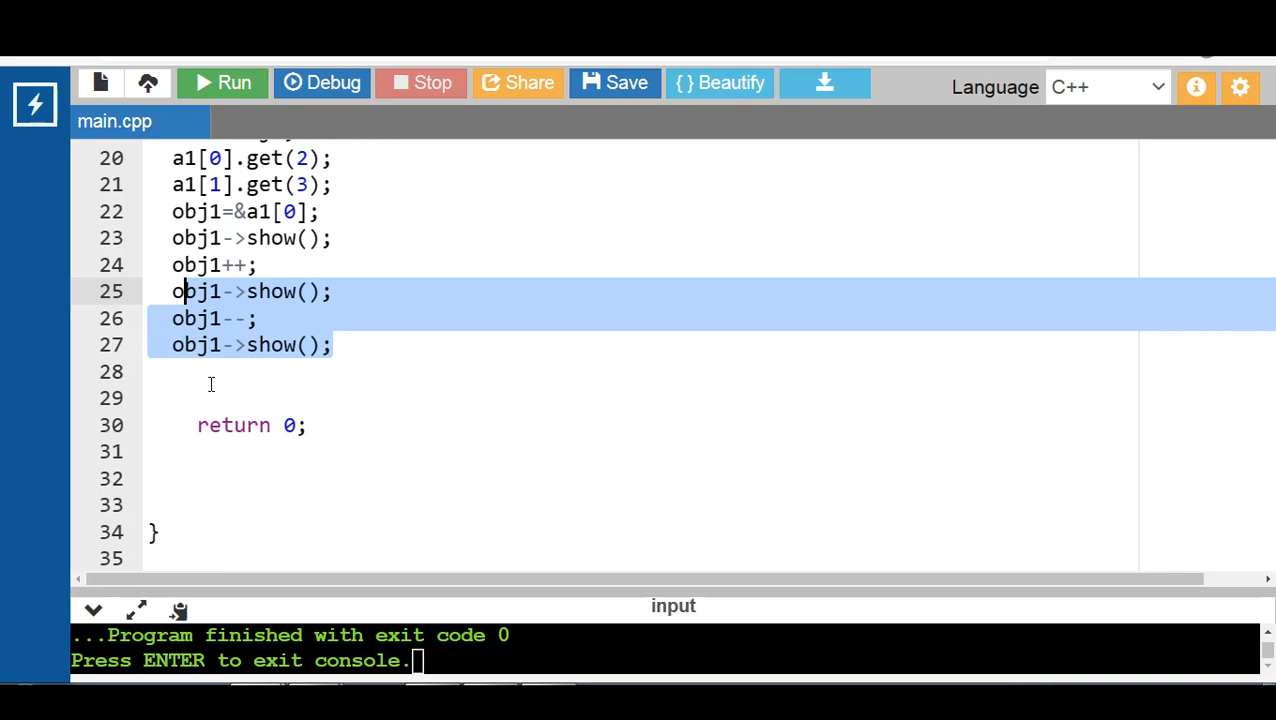 Run Debug Stop Share Save { } Beautify Language C++
main.cpp
20 a1[0].get(2);
21 a1[1].get(3);
22 obj1=&a1[0];
23 obj1->show();
24 obj1++;
25 obj1->show();
26 obj1--;
27 obj1->show();
28
29
30 return 0;
31
32
33
34 }
35
input
...Program finished with exit code 0
Press ENTER to exit console.